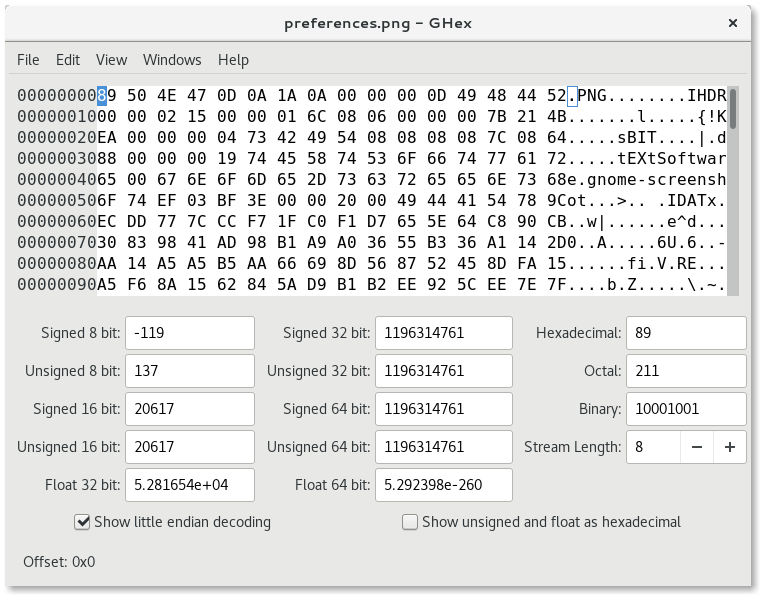 preferences.png - GHex
File Edit View Windows Help
00000000 89 50 4E 47 0D 0A 1A 0A 00 00 00 0D 49 48 44 52 .PNG........IHDR
00000010 00 00 02 15 00 00 01 6C 08 06 00 00 00 7B 21 4B .......l.....{!K
00000020 EA 00 00 00 04 73 42 49 54 08 08 08 08 7C 08 64 .....sBIT....|.d
00000030 88 00 00 00 19 74 45 58 74 53 6F 66 74 77 61 72 .....tEXtSoftwar
00000040 65 00 67 6E 6F 6D 65 2D 73 63 72 65 65 6E 73 68 e.gnome-screensh
00000050 6F 74 EF 03 BF 3E 00 00 20 00 49 44 41 54 78 9C ot...>.. .IDATx.
00000060 EC DD 77 7C CC F7 1F C0 F1 D7 65 5E 64 C8 90 CB ..w|......e^d...
00000070 30 83 98 41 AD 98 B1 A9 A0 36 55 B3 36 A1 14 2D 0..A.....6U.6..-
00000080 AA 14 A5 A5 B5 AA 66 69 8D 56 87 52 45 8D FA 15 ......fi.V.RE...
00000090 A5 F6 8A 15 62 84 5A D9 B1 B2 EE 92 5C EE 7E 7F ....b.Z.....\.~.
Signed 8 bit: -119 Signed 32 bit: 1196314761 Hexadecimal: 89
Unsigned 8 bit: 137 Unsigned 32 bit: 1196314761 Octal: 211
Signed 16 bit: 20617 Signed 64 bit: 1196314761 Binary: 10001001
Unsigned 16 bit: 20617 Unsigned 64 bit: 1196314761 Stream Length: 8 − +
Float 32 bit: 5.281654e+04 Float 64 bit: 5.292398e-260
Show little endian decoding Show unsigned and float as hexadecimal
Offset: 0x0